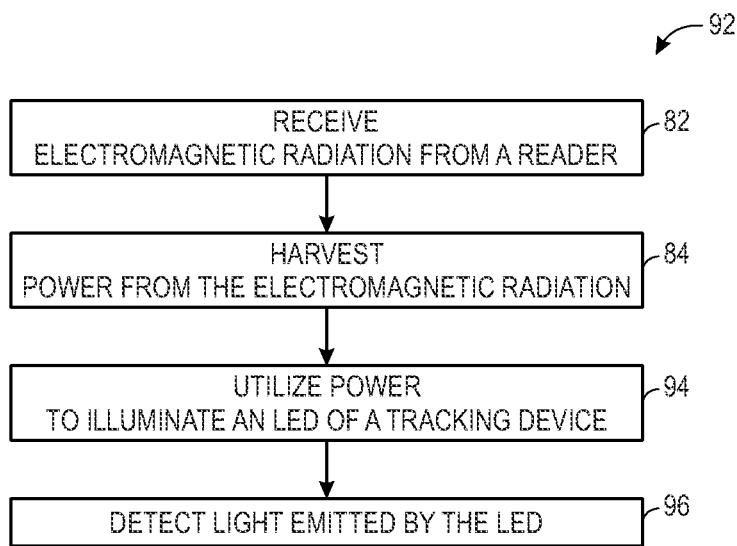 92
RECEIVE
ELECTROMAGNETIC RADIATION FROM A READER
82
HARVEST
POWER FROM THE ELECTROMAGNETIC RADIATION
84
UTILIZE POWER
TO ILLUMINATE AN LED OF A TRACKING DEVICE
94
DETECT LIGHT EMITTED BY THE LED
96